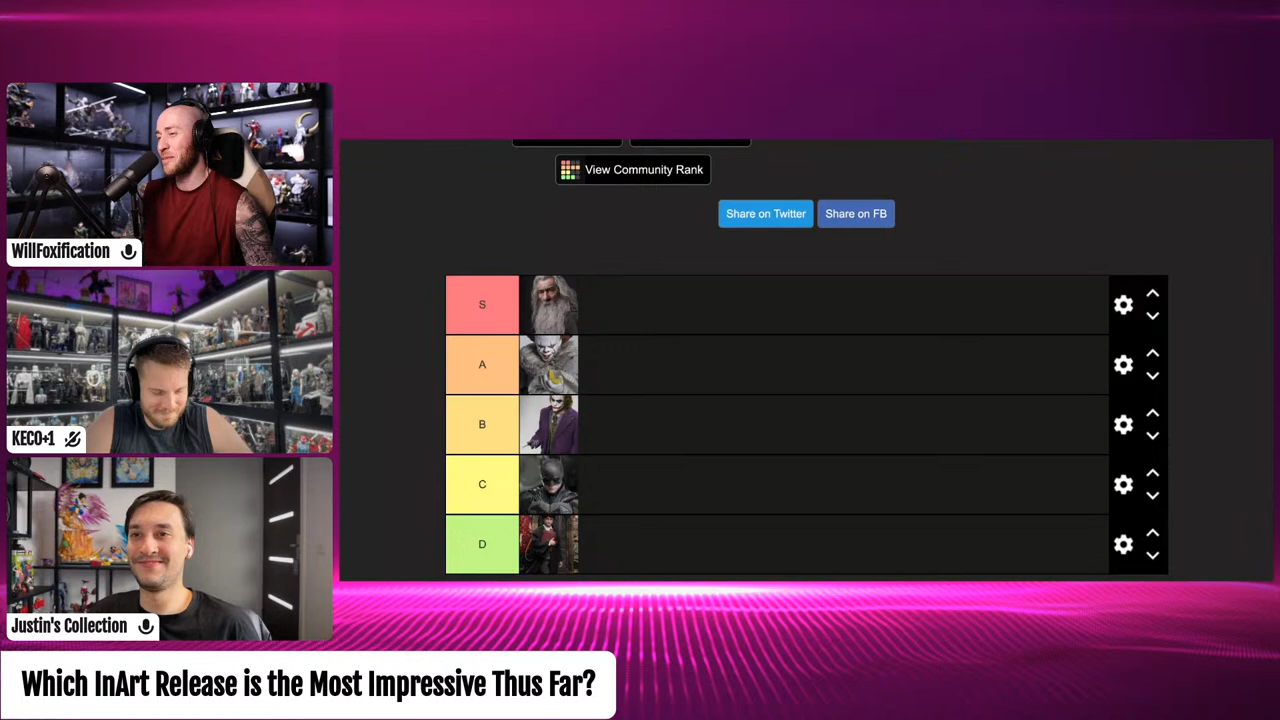 View Community Rank
Share on Twitter
Share on FB
S
A
B
C
D
WillFoxification
KECO+1
Justin's Collection
Which InArt Release is the Most Impressive Thus Far?